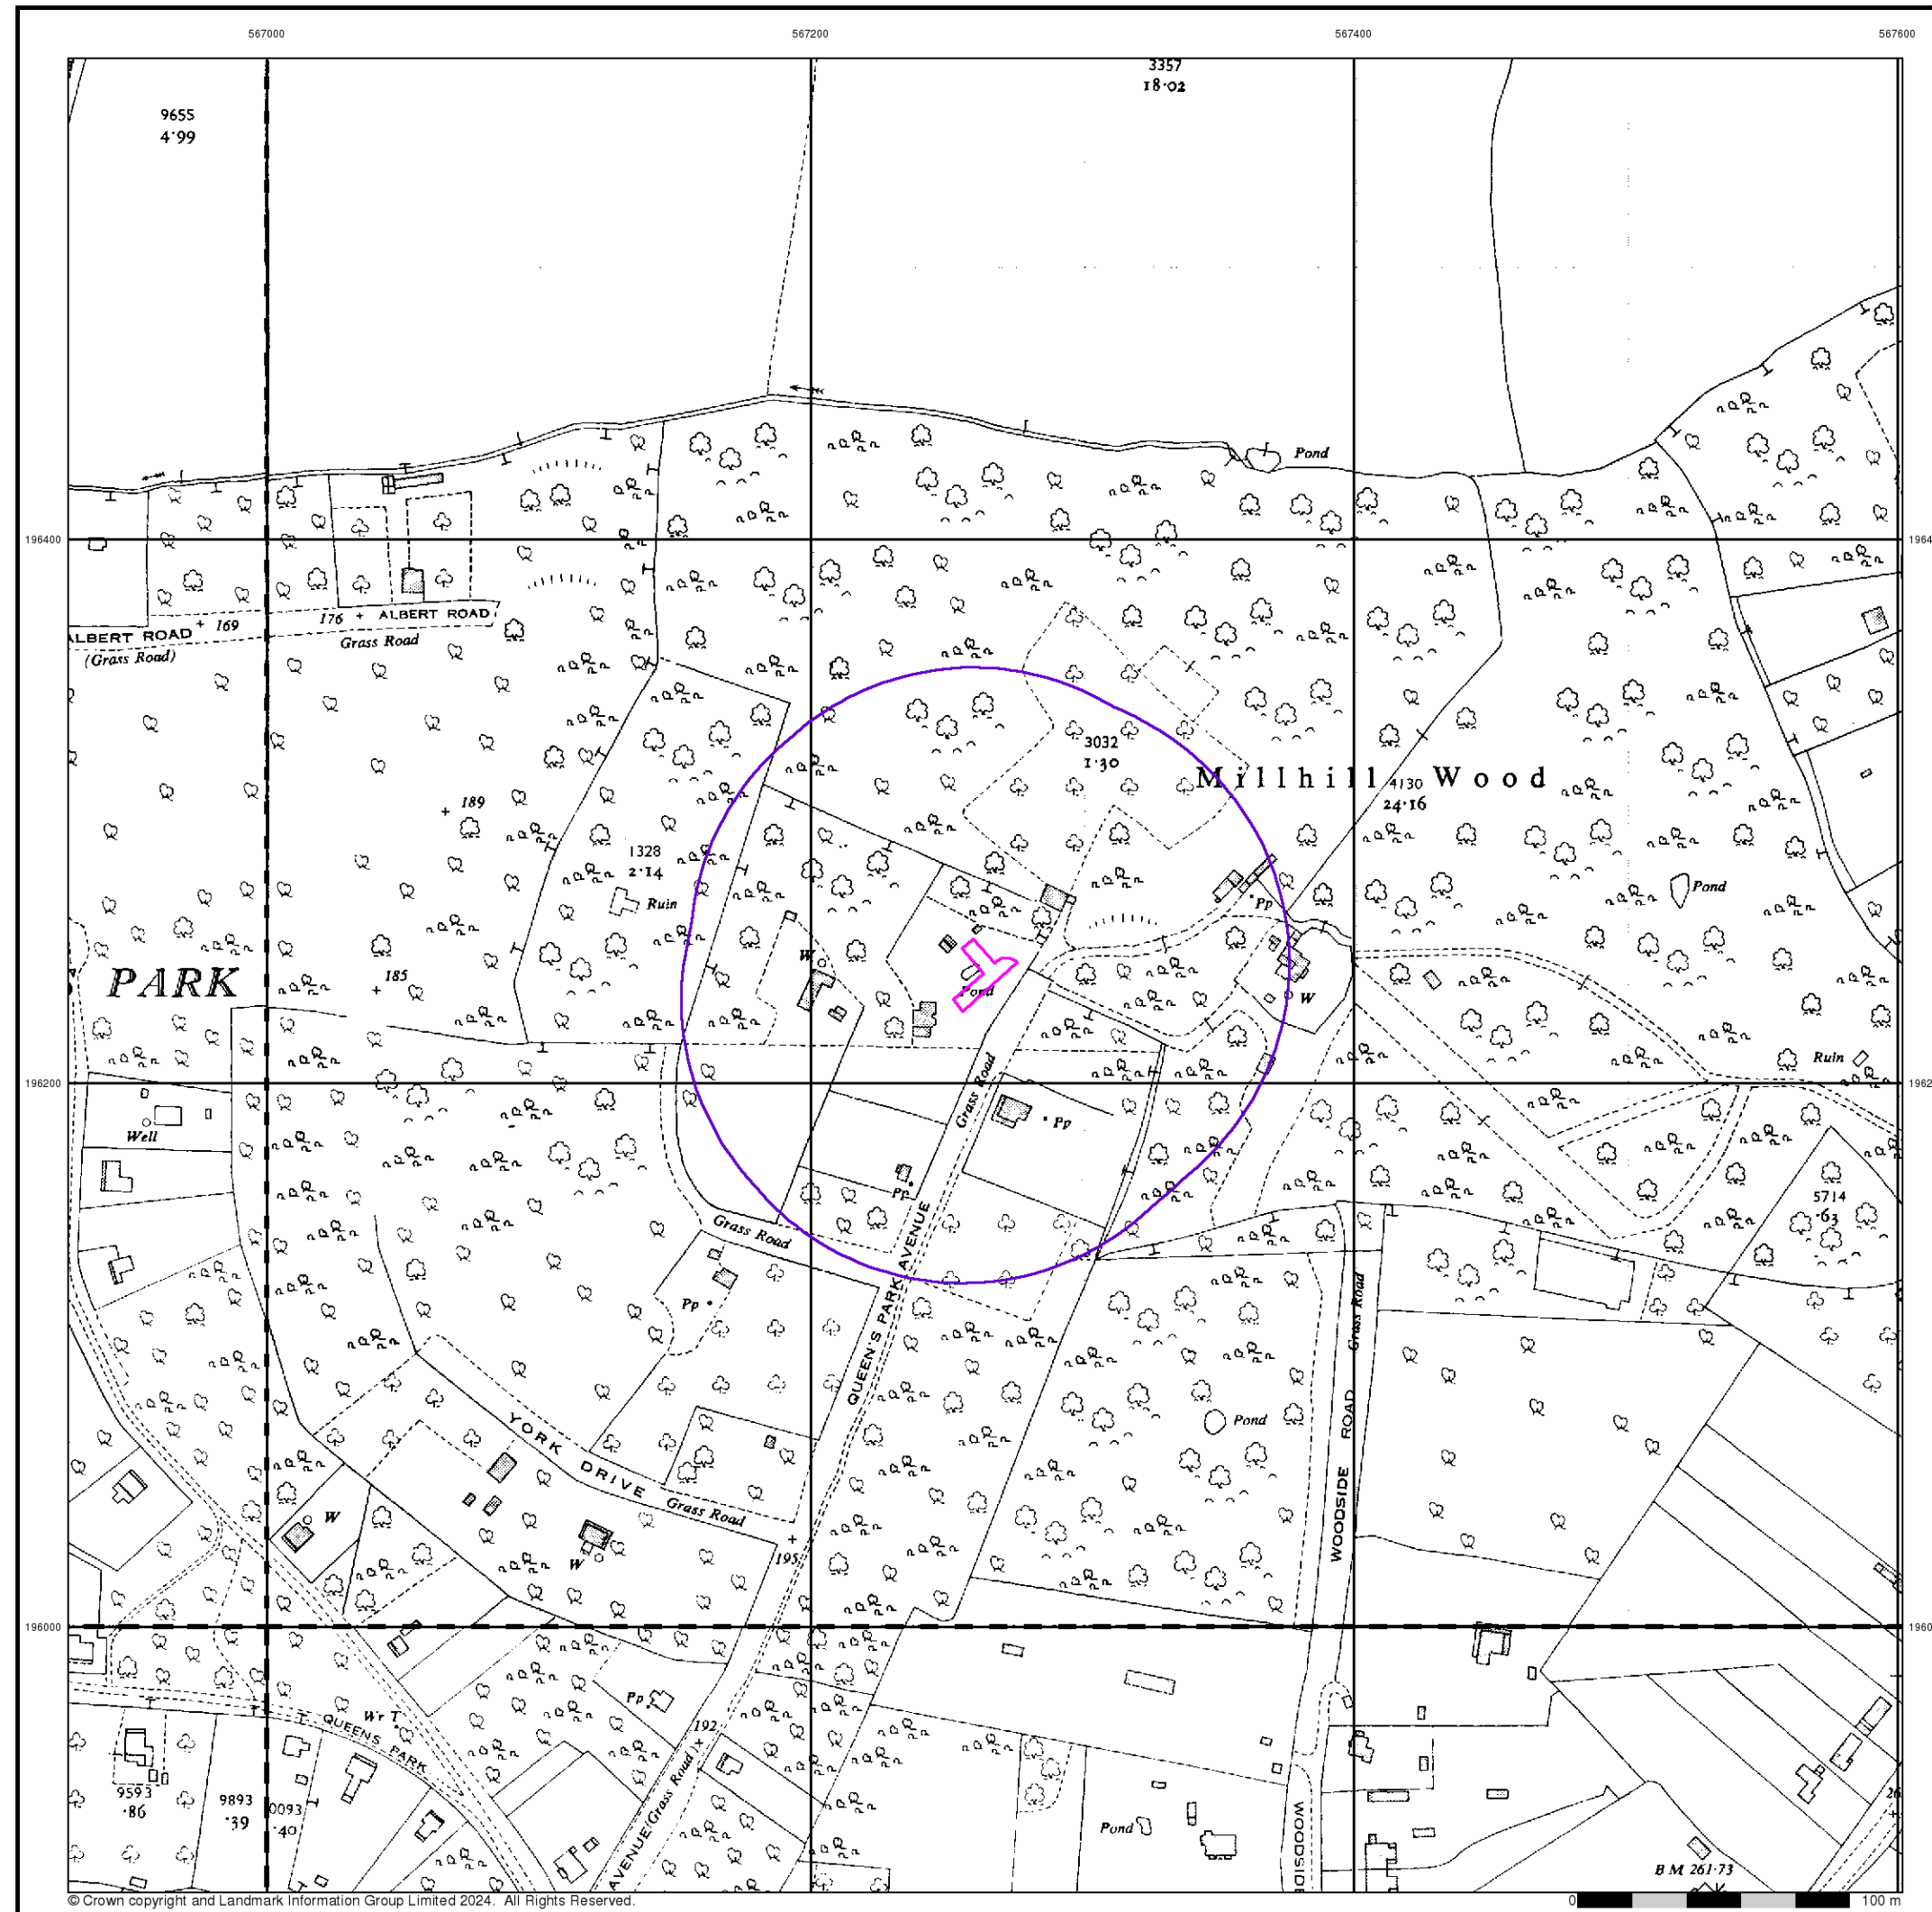 567000
567200
567400
567600
3357
18·02
9655
4·99
Pond
196400
ALBERT ROAD
+ 169
176 + ALBERT ROAD
(Grass Road)
Grass Road
3032
1·30
Millhill Wood
4130
24·16
+ 189
1328
2·14
Ruin
Pp
Pond
W
PARK
+ 185
Pond
W
Grass Road
Ruin
196200
Well
Pp
Pp
5714
·63
Grass Road
QUEEN'S PARK AVENUE
Pp
Grass Road
Pond
YORK DRIVE
Grass Road
WOODSIDE ROAD
W
W
+
195
196000
Pp
Wr T
QUEENS PARK
192
AVENUE (Grass Road)
9593
·86
9893
·39
0093
·40
Pond
WOODSIDE
26
+
B M 261·73
© Crown copyright and Landmark Information Group Limited 2024. All Rights Reserved.
0
100 m